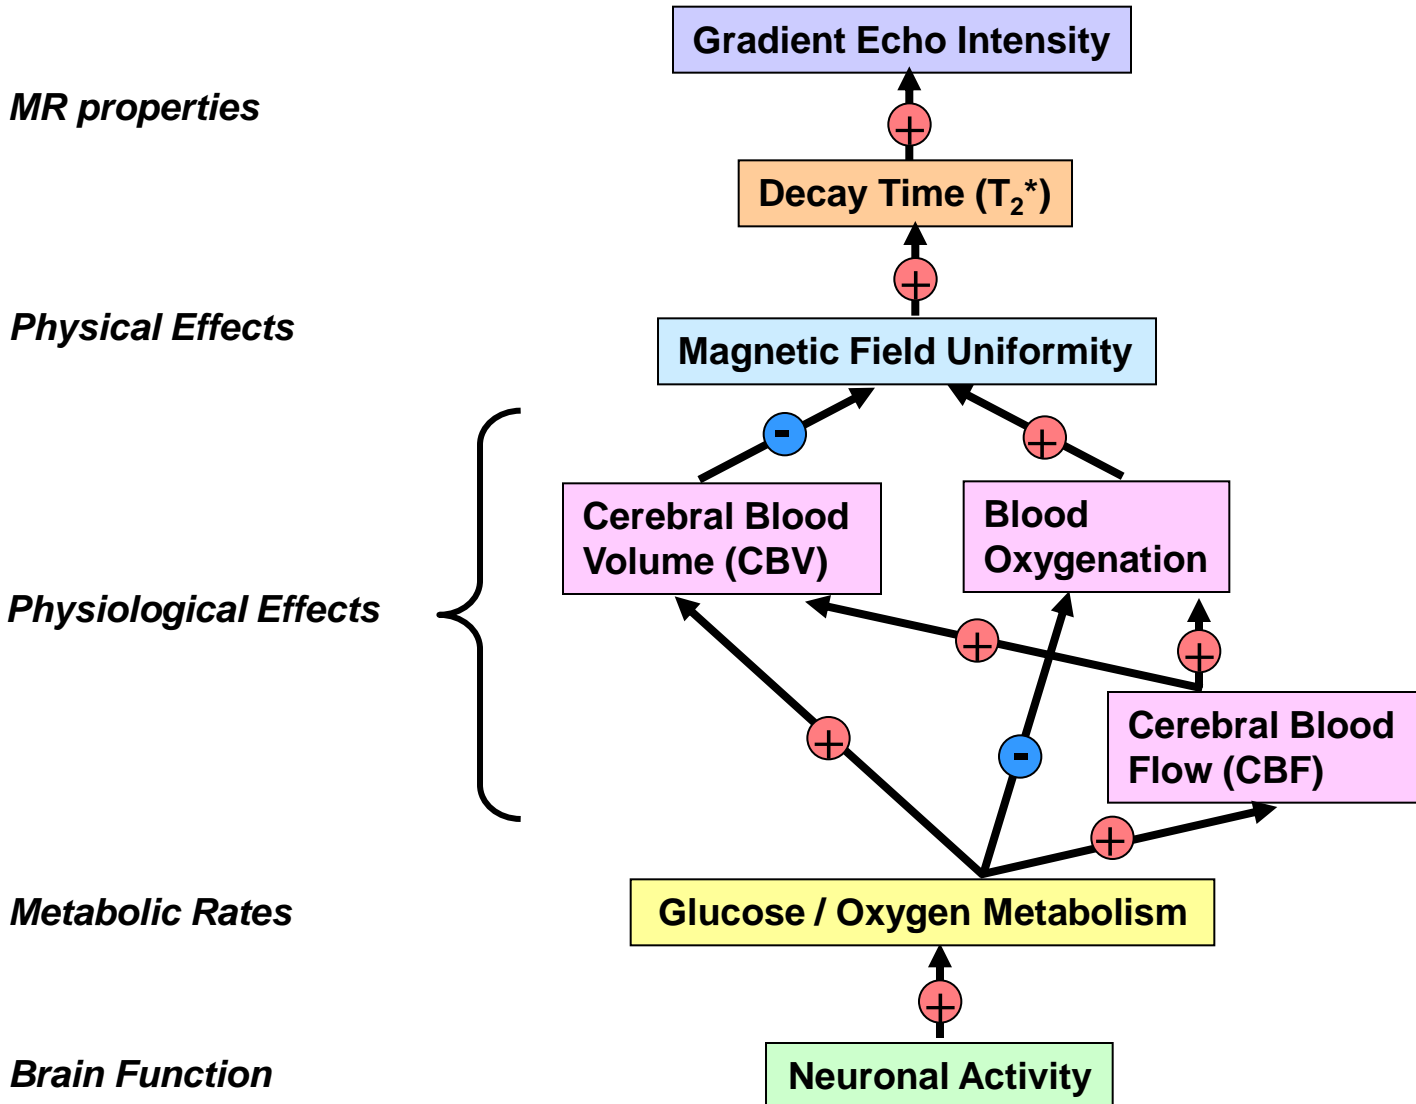 Gradient Echo Intensity
MR properties
+
Decay Time (T₂*)
+
Physical Effects
Magnetic Field Uniformity
-
+
Cerebral Blood
Volume (CBV)
Blood
Oxygenation
Physiological Effects
+
+
Cerebral Blood
Flow (CBF)
+
-
+
Glucose / Oxygen Metabolism
Metabolic Rates
+
Neuronal Activity
Brain Function